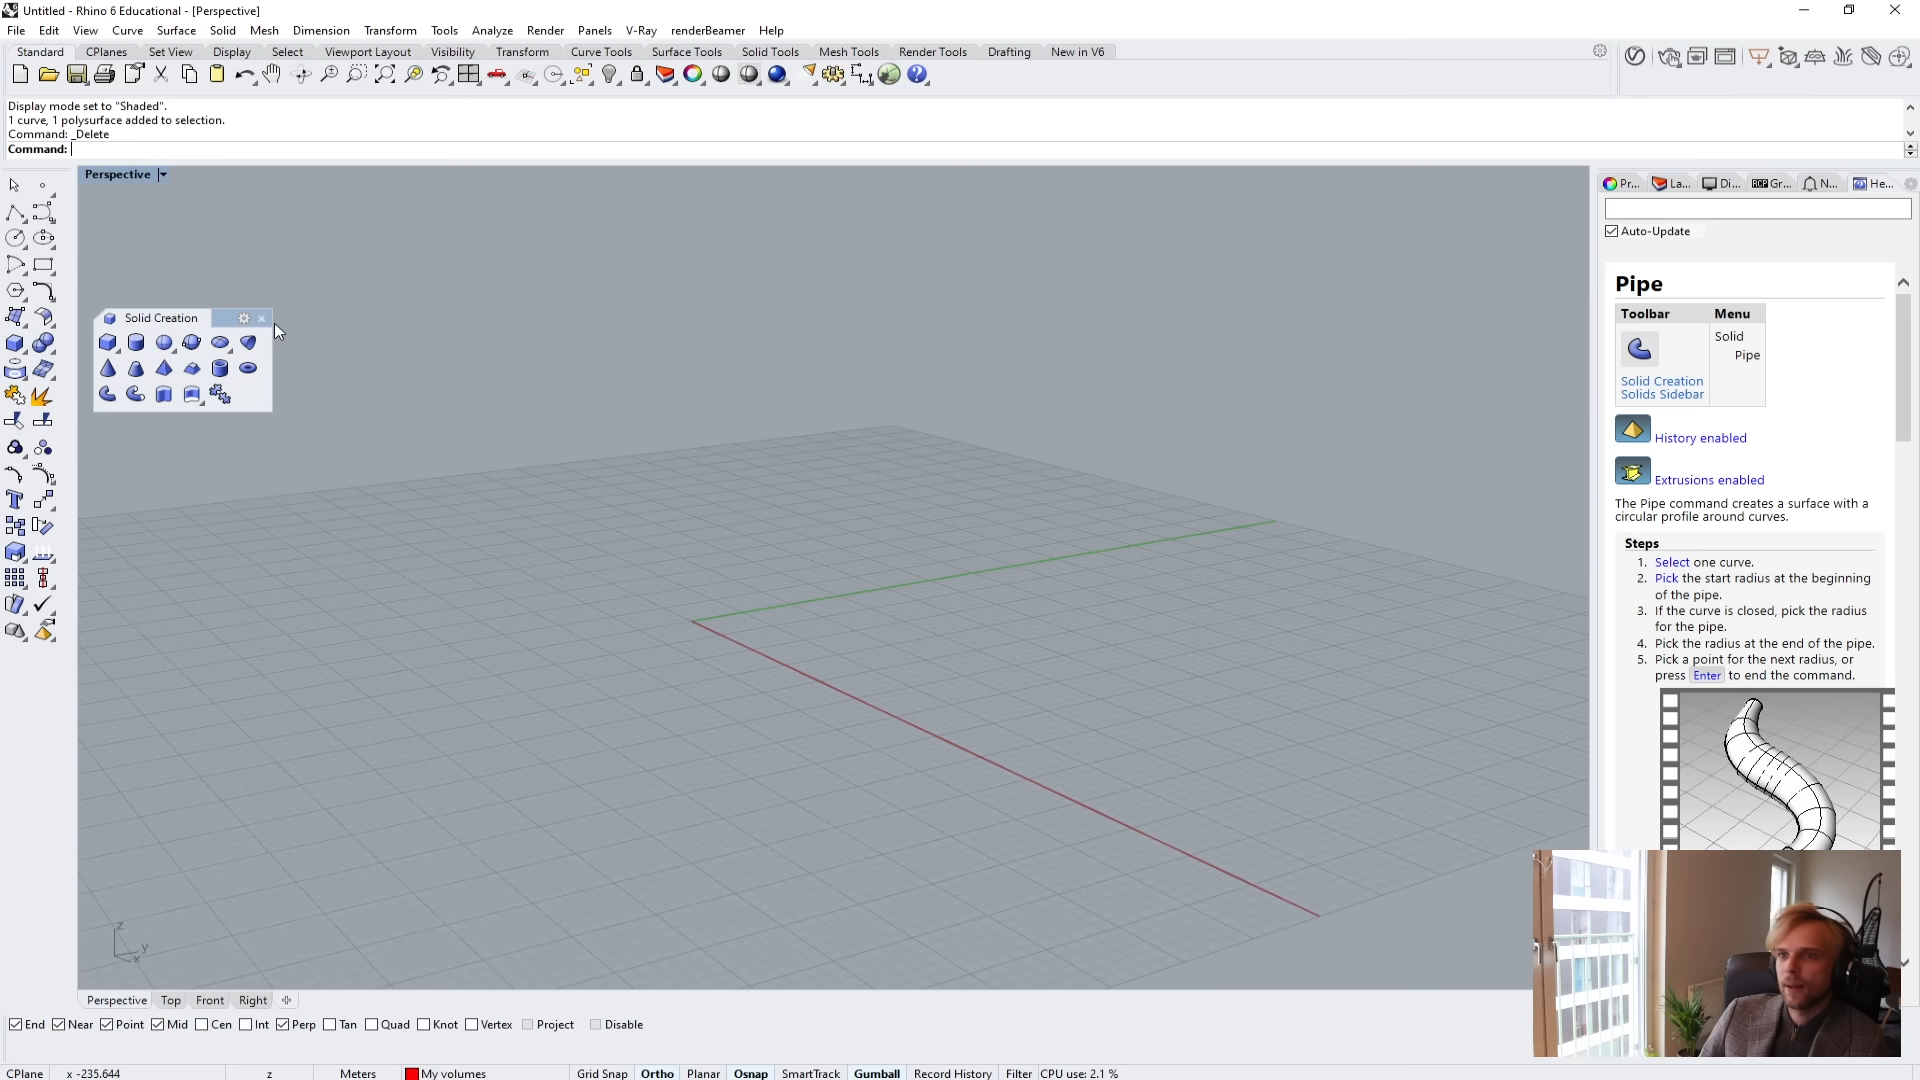 Untitled - Rhino 6 Educational - [Perspective]
File Edit View Curve Surface Solid Mesh Dimension Transform Tools Analyze Render Panels V-Ray renderBeamer Help
Standard CPlanes Set View Display Select Viewport Layout Visibility Transform Curve Tools Surface Tools Solid Tools Mesh Tools Render Tools Drafting New in V6
Display mode set to "Shaded".
1 curve, 1 polysurface added to selection.
Command: _Delete
Command:
Perspective
Pr... La... Di... RCP Gr... N... He...
Auto-Update
Solid Creation
Pipe
Toolbar Menu
Solid
Pipe
Solid Creation
Solids Sidebar
History enabled
Extrusions enabled
The Pipe command creates a surface with a
circular profile around curves.
Steps
1. Select one curve.
2. Pick the start radius at the beginning
of the pipe.
3. If the curve is closed, pick the radius
for the pipe.
4. Pick the radius at the end of the pipe.
5. Pick a point for the next radius, or
press Enter to end the command.
z
y
x
Perspective Top Front Right
End Near Point Mid Cen Int Perp Tan Quad Knot Vertex Project Disable
CPlane x -235.644 z Meters My volumes Grid Snap Ortho Planar Osnap SmartTrack Gumball Record History Filter CPU use: 2.1 %